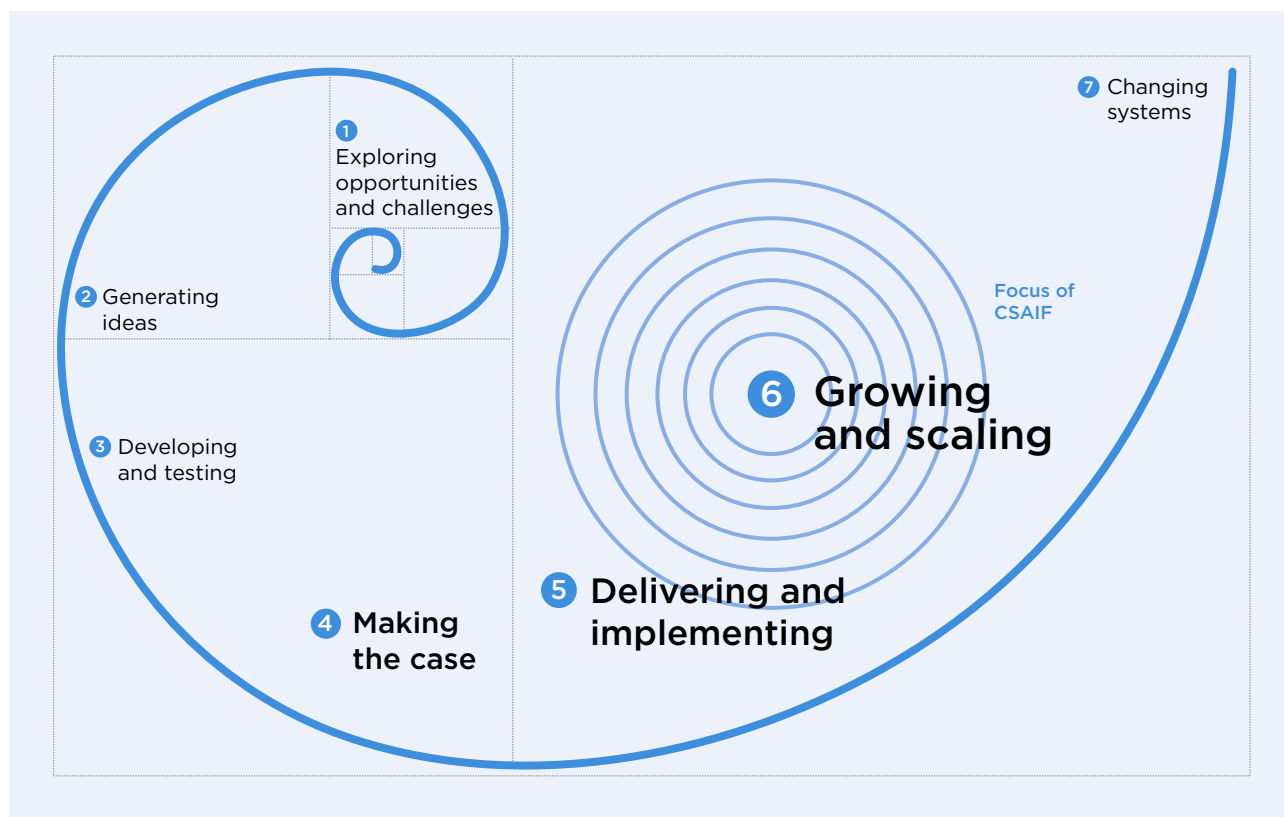 1
Exploring
opportunities
and challenges
2 Generating
ideas
3 Developing
and testing
4 Making
the case
5 Delivering and
implementing
6 Growing
and scaling
Focus of
CSAIF
7 Changing
systems